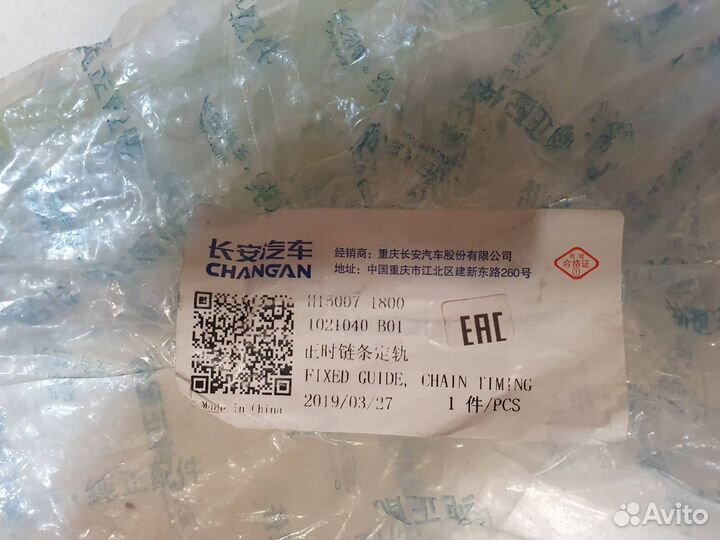 长安汽车
CHANGAN
经销商：重庆长安汽车股份有限公司
地址：中国重庆市江北区建新东路260号
检验
合格证
①
H15007 1800
1021040 B01
EAC
正时链条定轨
FIXED GUIDE, CHAIN TIMING
2019/03/27 1 件/PCS
Made in China
Avito